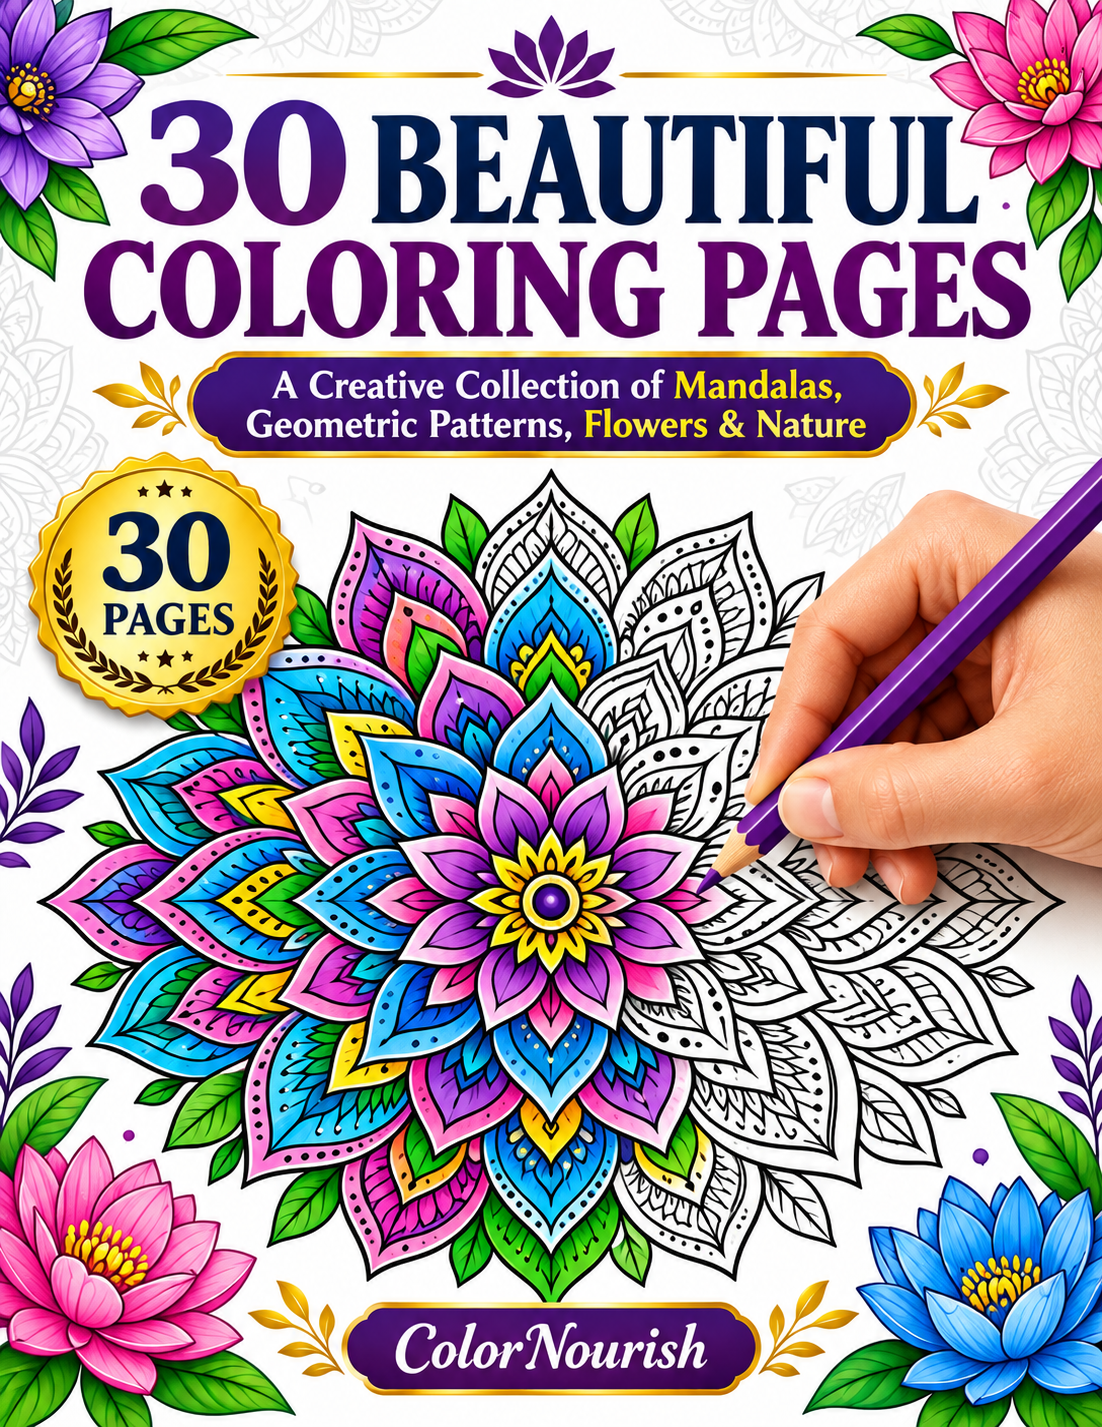 30 BEAUTIFUL
COLORING PAGES
A Creative Collection of Mandalas,
Geometric Patterns, Flowers & Nature
30
PAGES
ColorNourish